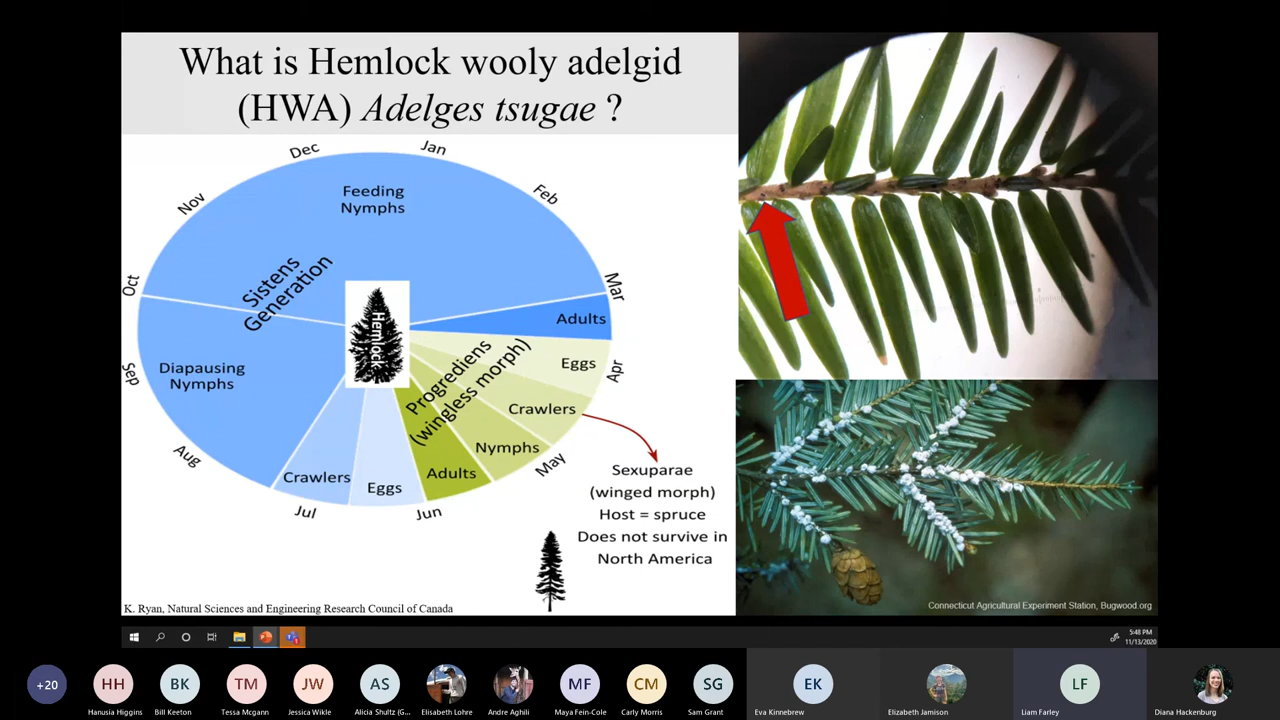 What is Hemlock wooly adelgid
(HWA) Adelges tsugae ?
Dec
Jan
Nov
Feb
Feeding
Nymphs
Oct
Mar
Sistens
Generation
Hemlock
Adults
Sep
Diapausing
Nymphs
Progrediens
(wingless morph)
Eggs
Apr
Crawlers
Aug
Nymphs
May
Crawlers
Eggs
Adults
Jul
Jun
Sexuparae
(winged morph)
Host = spruce
Does not survive in
North America
K. Ryan, Natural Sciences and Engineering Research Council of Canada
Connecticut Agricultural Experiment Station, Bugwood.org
5:48 PM
11/13/2020
+20
HH
BK
TM
JW
AS
MF
CM
SG
EK
LF
Hanusia Higgins
Bill Keeton
Tessa Mcgann
Jessica Wikle
Alicia Shultz (G...
Elisabeth Lohre
Andre Aghili
Maya Fein-Cole
Carly Morris
Sam Grant
Eva Kinnebrew
Elizabeth Jamison
Liam Farley
Diana Hackenburg